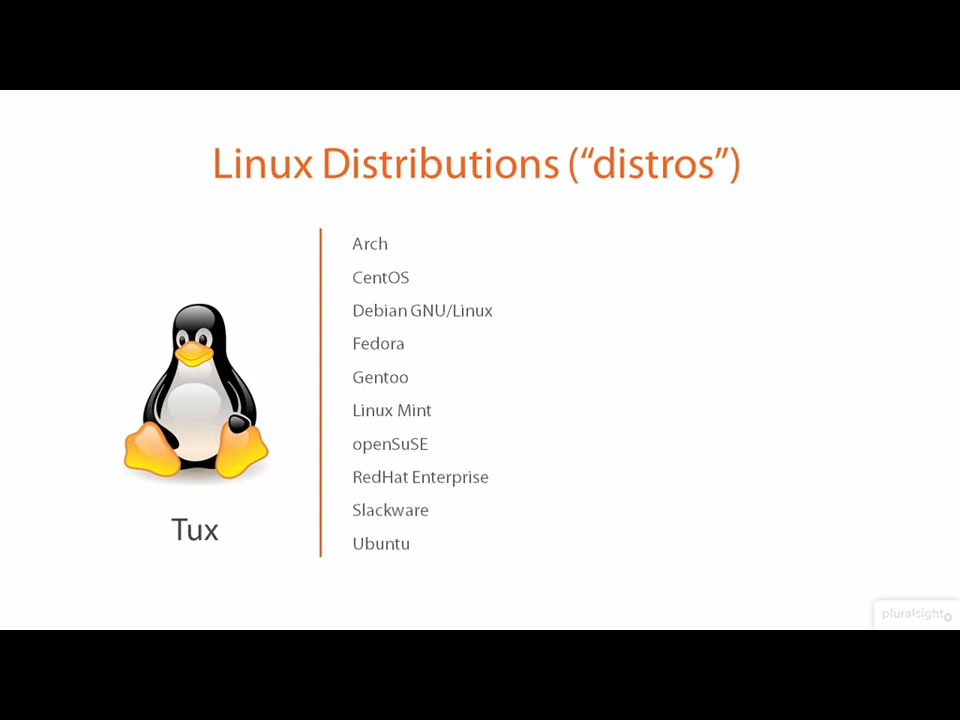 Linux Distributions (“distros”)
Arch
CentOS
Debian GNU/Linux
Fedora
Gentoo
Linux Mint
openSuSE
RedHat Enterprise
Slackware
Ubuntu
Tux
pluralsight